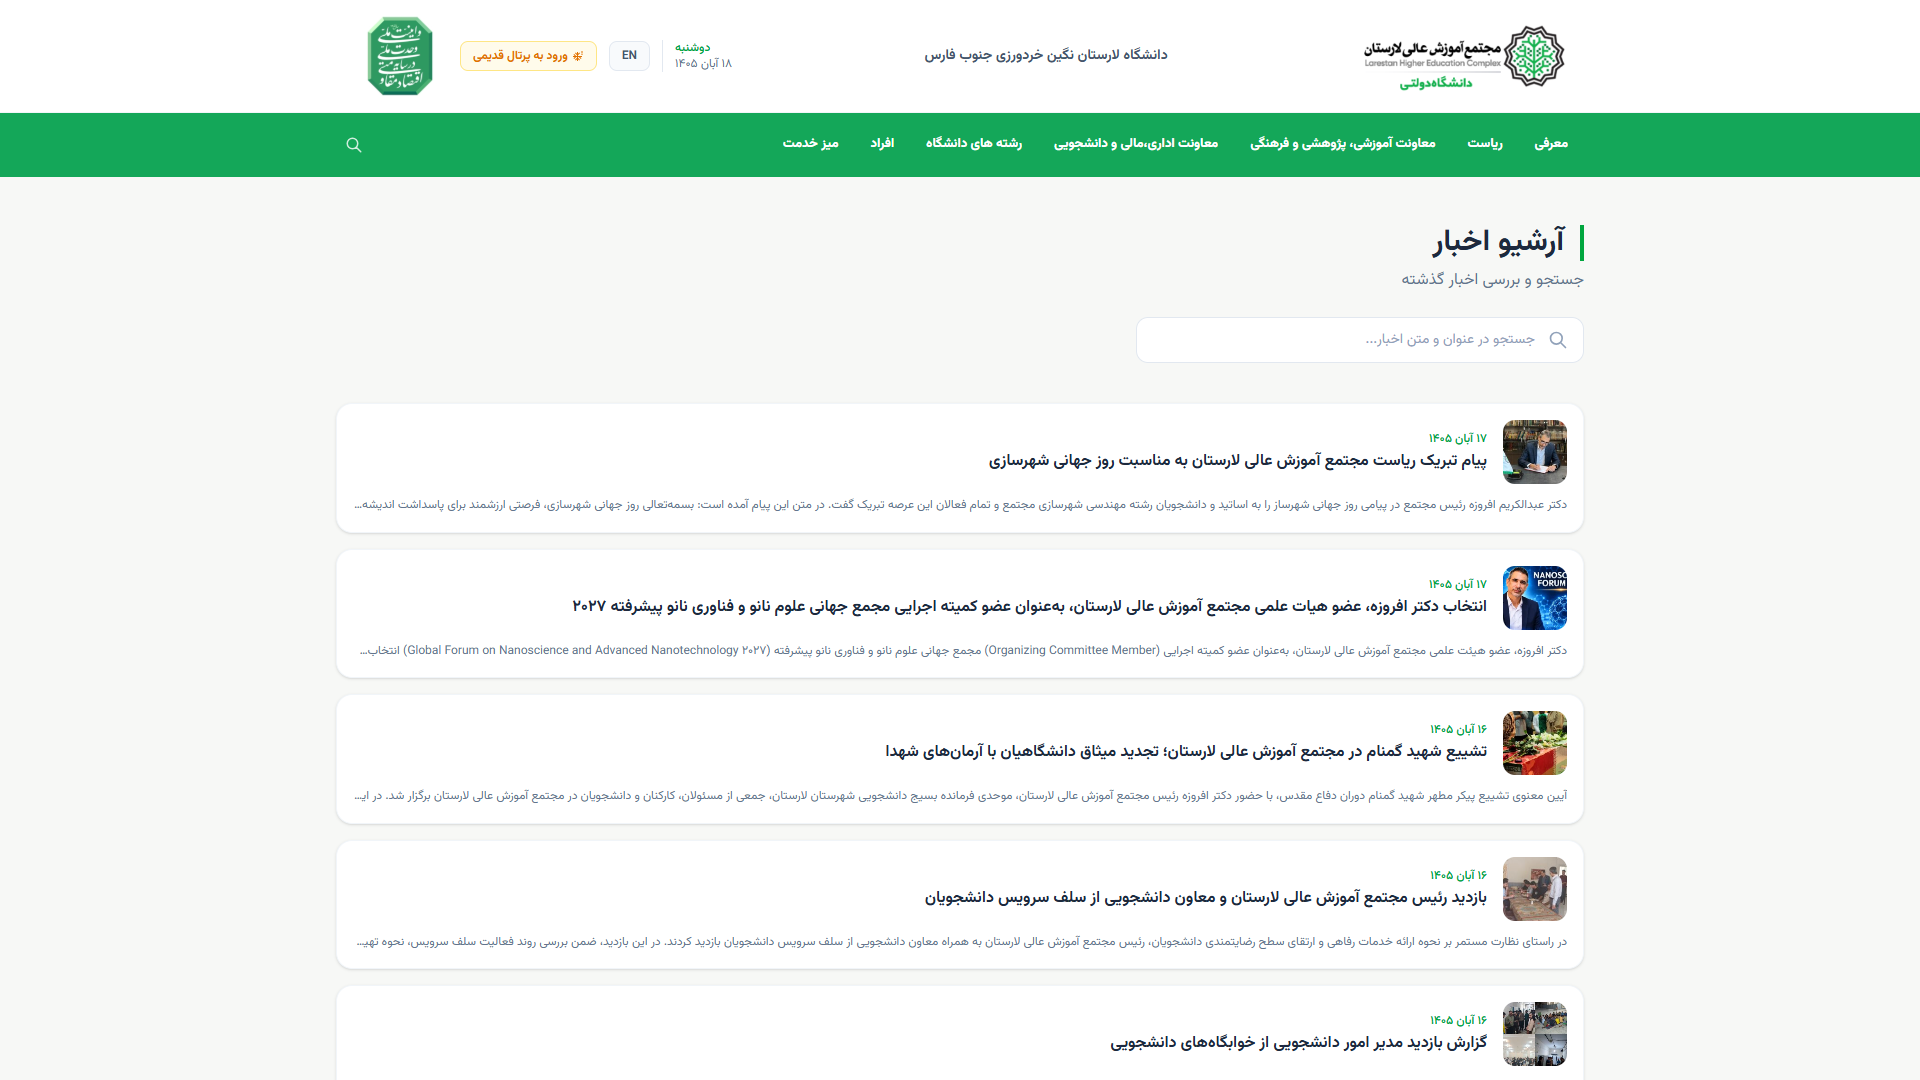 مجتمع آموزش عالی لارستان
Larestan Higher Education Complex
دانشگاه دولتی
دانشگاه لارستان نگین خردورزی جنوب فارس
دوشنبه
۱۸ آبان ۱۴۰۵
EN
ورود به پرتال قدیمی
وحدت ملی
اقتصاد مقاومتی
معرفی
ریاست
معاونت آموزشی، پژوهشی و فرهنگی
معاونت اداری،مالی و دانشجویی
رشته های دانشگاه
افراد
میز خدمت
آرشیو اخبار
جستجو و بررسی اخبار گذشته
جستجو در عنوان و متن اخبار...
۱۷ آبان ۱۴۰۵
پیام تبریک ریاست مجتمع آموزش عالی لارستان به مناسبت روز جهانی شهرسازی
دکتر عبدالکریم افروزه رئیس مجتمع در پیامی روز جهانی شهرساز را به اساتید و دانشجویان رشته مهندسی شهرسازی مجتمع و تمام فعالان این عرصه تبریک گفت. در متن این پیام آمده است: بسمه‌تعالی روز جهانی شهرسازی، فرصتی ارزشمند برای پاسداشت اندیشه...
NANOSC
FORUM
۱۷ آبان ۱۴۰۵
انتخاب دکتر افروزه، عضو هیات علمی مجتمع آموزش عالی لارستان، به‌عنوان عضو کمیته اجرایی مجمع جهانی علوم نانو و فناوری نانو پیشرفته ۲۰۲۷
دکتر افروزه، عضو هیئت علمی مجتمع آموزش عالی لارستان، به‌عنوان عضو کمیته اجرایی (Organizing Committee Member) مجمع جهانی علوم نانو و فناوری نانو پیشرفته (Global Forum on Nanoscience and Advanced Nanotechnology ۲۰۲۷) انتخاب...
۱۶ آبان ۱۴۰۵
تشییع شهید گمنام در مجتمع آموزش عالی لارستان؛ تجدید میثاق دانشگاهیان با آرمان‌های شهدا
آیین معنوی تشییع پیکر مطهر شهید گمنام دوران دفاع مقدس، با حضور دکتر افروزه رئیس مجتمع آموزش عالی لارستان، موحدی فرمانده بسیج دانشجویی شهرستان لارستان، جمعی از مسئولان، کارکنان و دانشجویان در مجتمع آموزش عالی لارستان برگزار شد. در ای...
۱۶ آبان ۱۴۰۵
بازدید رئیس مجتمع آموزش عالی لارستان و معاون دانشجویی از سلف سرویس دانشجویان
در راستای نظارت مستمر بر نحوه ارائه خدمات رفاهی و ارتقای سطح رضایتمندی دانشجویان، رئیس مجتمع آموزش عالی لارستان به همراه معاون دانشجویی از سلف سرویس دانشجویان بازدید کردند. در این بازدید، ضمن بررسی روند فعالیت سلف سرویس، نحوه تهی...
۱۶ آبان ۱۴۰۵
گزارش بازدید مدیر امور دانشجویی از خوابگاه‌های دانشجویی